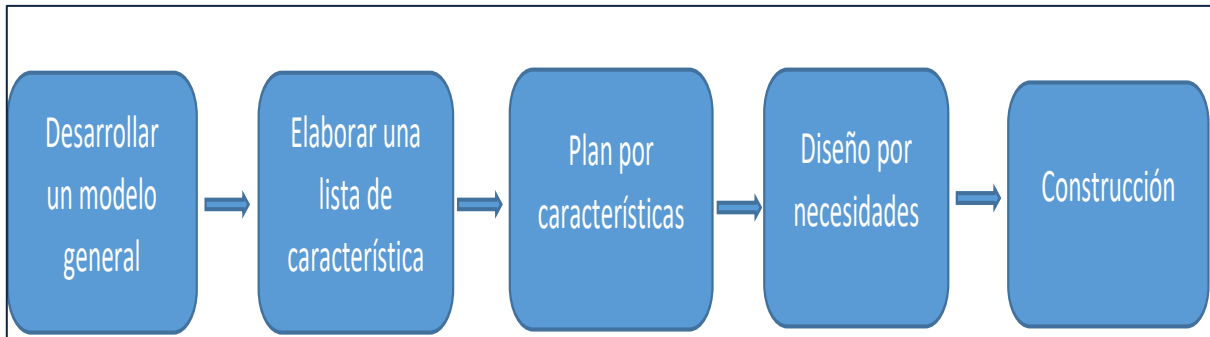 Desarrollar
un modelo
general
Elaborar una
lista de
característica
Plan por
características
Diseño por
necesidades
Construcción